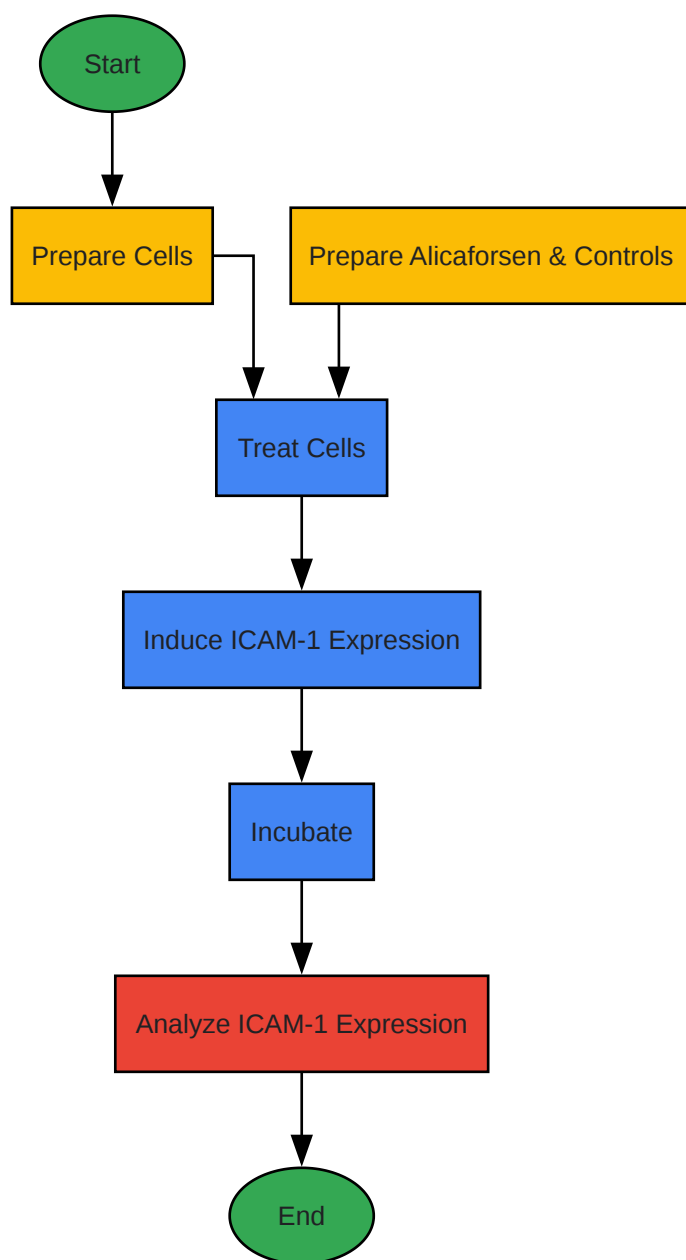 Start
Prepare Cells
Prepare Alicaforsen & Controls
Treat Cells
Induce ICAM-1 Expression
Incubate
Analyze ICAM-1 Expression
End